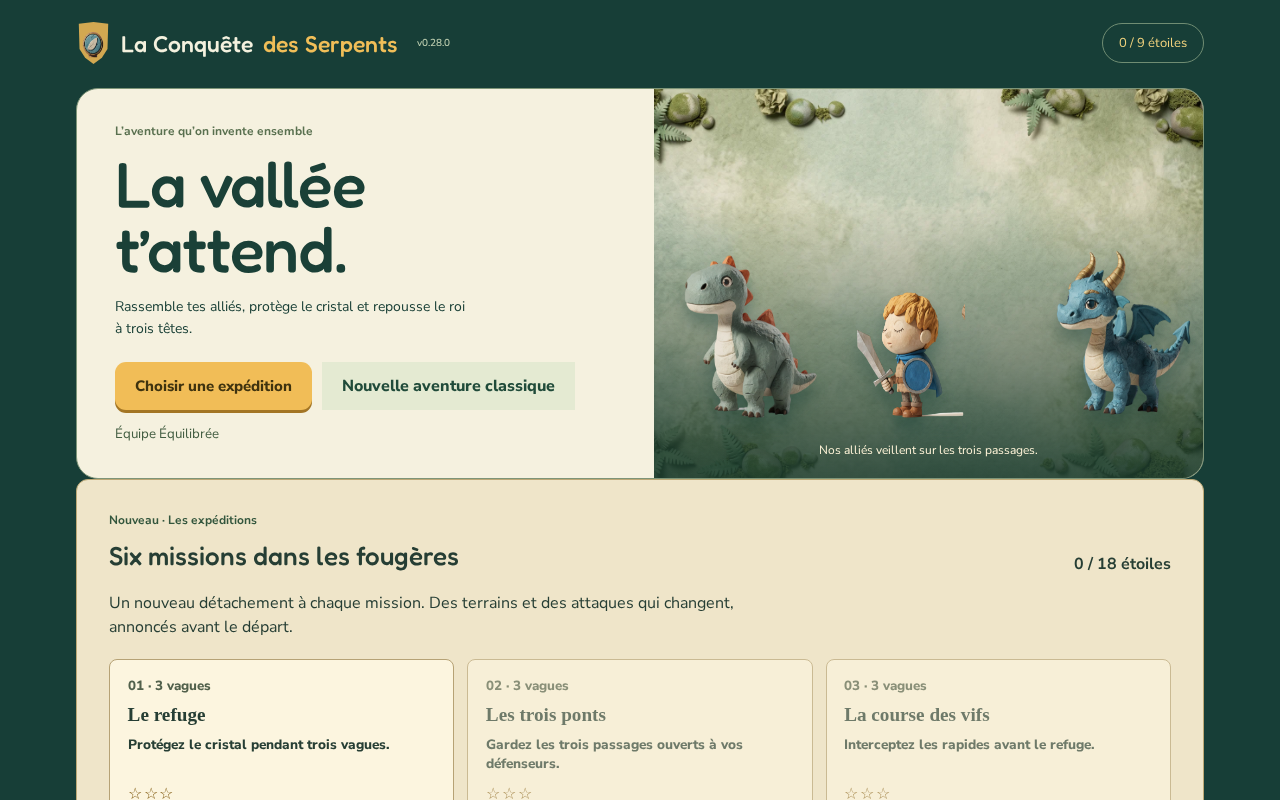 La Conquête des Serpents v0.28.0
0 / 9 étoiles
L'aventure qu'on invente ensemble
La vallée
t’attend.
Rassemble tes alliés, protège le cristal et repousse le roi
à trois têtes.
Choisir une expédition
Nouvelle aventure classique
Équipe Équilibrée
Nos alliés veillent sur les trois passages.
Nouveau · Les expéditions
Six missions dans les fougères
0 / 18 étoiles
Un nouveau détachement à chaque mission. Des terrains et des attaques qui changent,
annoncés avant le départ.
01 · 3 vagues
Le refuge
Protégez le cristal pendant trois vagues.
☆☆☆
02 · 3 vagues
Les trois ponts
Gardez les trois passages ouverts à vos
défenseurs.
☆☆☆
03 · 3 vagues
La course des vifs
Interceptez les rapides avant le refuge.
☆☆☆